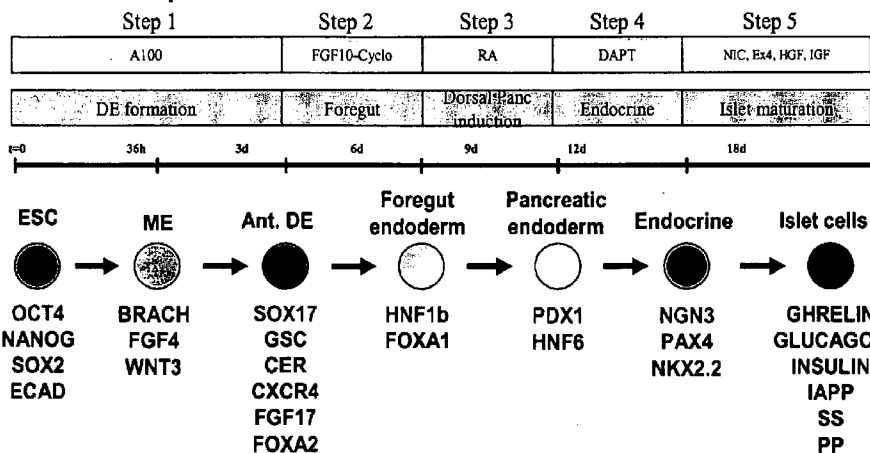 Step 1 Step 2 Step 3 Step 4 Step 5
A100 FGF10-Cyclo RA DAPT NIC, Ex4, HGF, IGF
DE formation Foregut Dorsal Panc induction Endocrine Islet maturation
t=0 36h 3d 6d 9d 12d 18d
ESC ME Ant. DE Foregut endoderm Pancreatic endoderm Endocrine Islet cells
OCT4 BRACH SOX17 HNF1b PDX1 NGN3 GHRELIN
NANOG FGF4 GSC FOXA1 HNF6 PAX4 GLUCAGO
SOX2 WNT3 CER NKX2.2 INSULIN
ECAD CXCR4 IAPP
FGF17 SS
FOXA2 PP